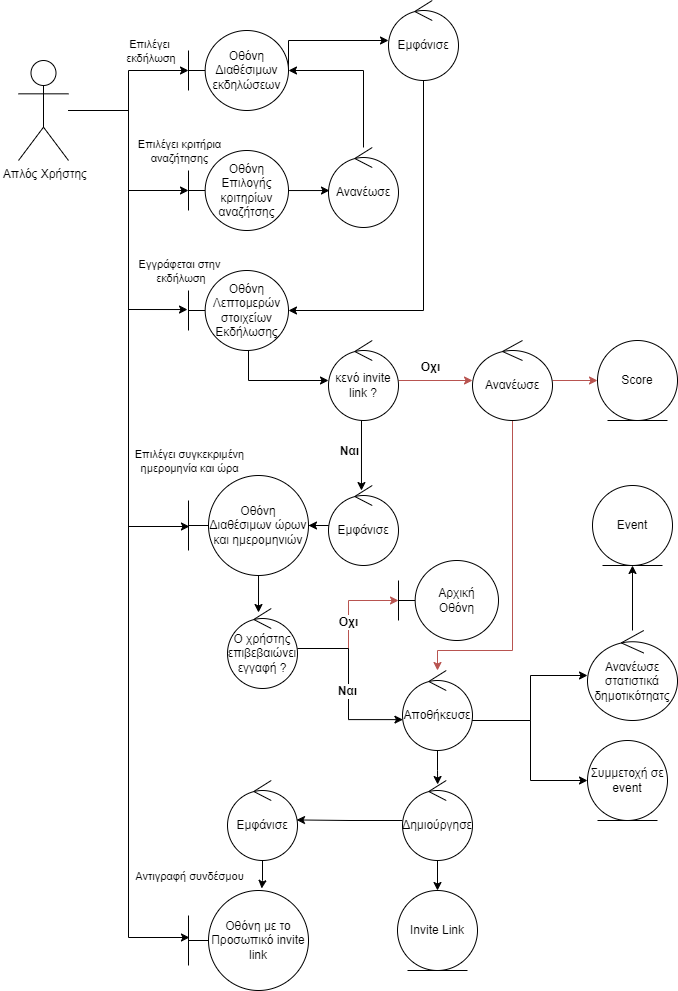 Επιλέγει
εκδήλωση
Οθόνη
Διαθέσιμων
εκδηλώσεων
Εμφάνισε
Απλός Χρήστης
Επιλέγει κριτήρια
αναζήτησης
Οθόνη
Επιλογής
κριτηρίων
αναζήτσης
Ανανέωσε
Εγγράφεται στην
εκδήλωση
Οθόνη
Λεπτομερών
στοιχείων
Εκδήλωσης
κενό invite
link ?
Οχι
Ανανέωσε
Score
Ναι
Επιλέγει συγκεκριμένη
ημερομηνία και ώρα
Οθόνη
Διαθέσιμων ώρων
και ημερομηνιών
Εμφάνισε
Event
Αρχική
Οθόνη
Οχι
Ο χρήστης
επιβεβαιώνει
εγγαφή ?
Ναι
Αποθήκευσε
Ανανέωσε
στατιστικά
δημοτικότηατς
Συμμετοχή σε
event
Εμφάνισε
Δημιούργησε
Αντιγραφή συνδέσμου
Οθόνη με το
Προσωπικό invite
link
Invite Link